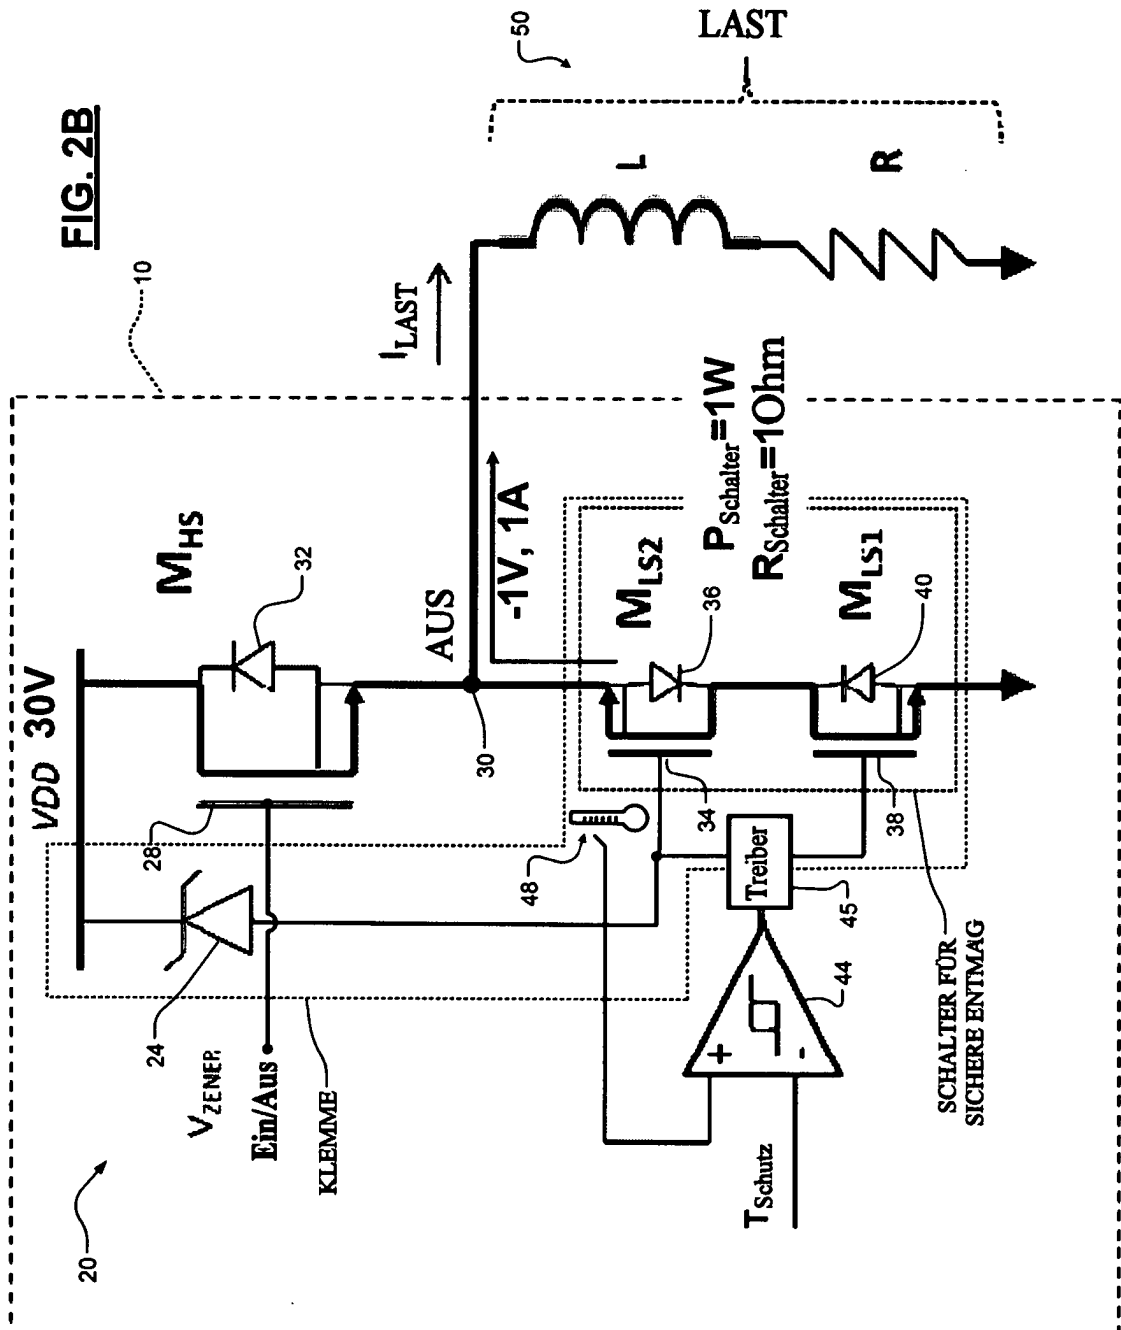 FIG. 2B
50
LAST
10
I_LAST
L
R
VDD 30V
M_HS
32
AUS
-1V, 1A
P_Schalter=1W
R_Schalter=1Ohm
28
30
M_LS2
36
M_LS1
40
34
38
48
24
V_ZENER
Ein/Aus
KLEMME
Treiber
45
44
+
-
T_Schutz
SCHALTER FÜR
SICHERE ENTMAG
20